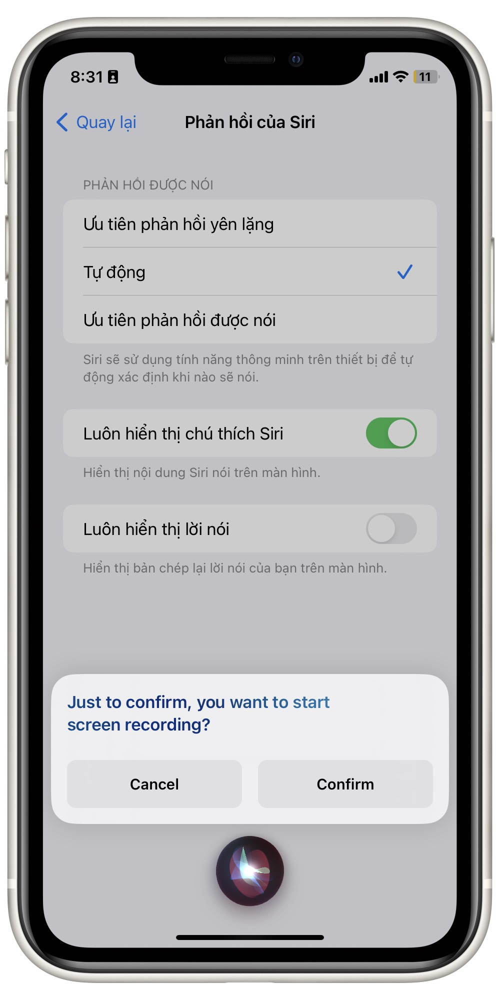 8:31
11
Quay lại
Phản hồi của Siri
PHẢN HỒI ĐƯỢC NÓI
Ưu tiên phản hồi yên lặng
Tự động
Ưu tiên phản hồi được nói
Siri sẽ sử dụng tính năng thông minh trên thiết bị để tự
động xác định khi nào sẽ nói.
Luôn hiển thị chú thích Siri
Hiển thị nội dung Siri nói trên màn hình.
Luôn hiển thị lời nói
Hiển thị bản chép lại lời nói của bạn trên màn hình.
Just to confirm, you want to start
screen recording?
Cancel
Confirm